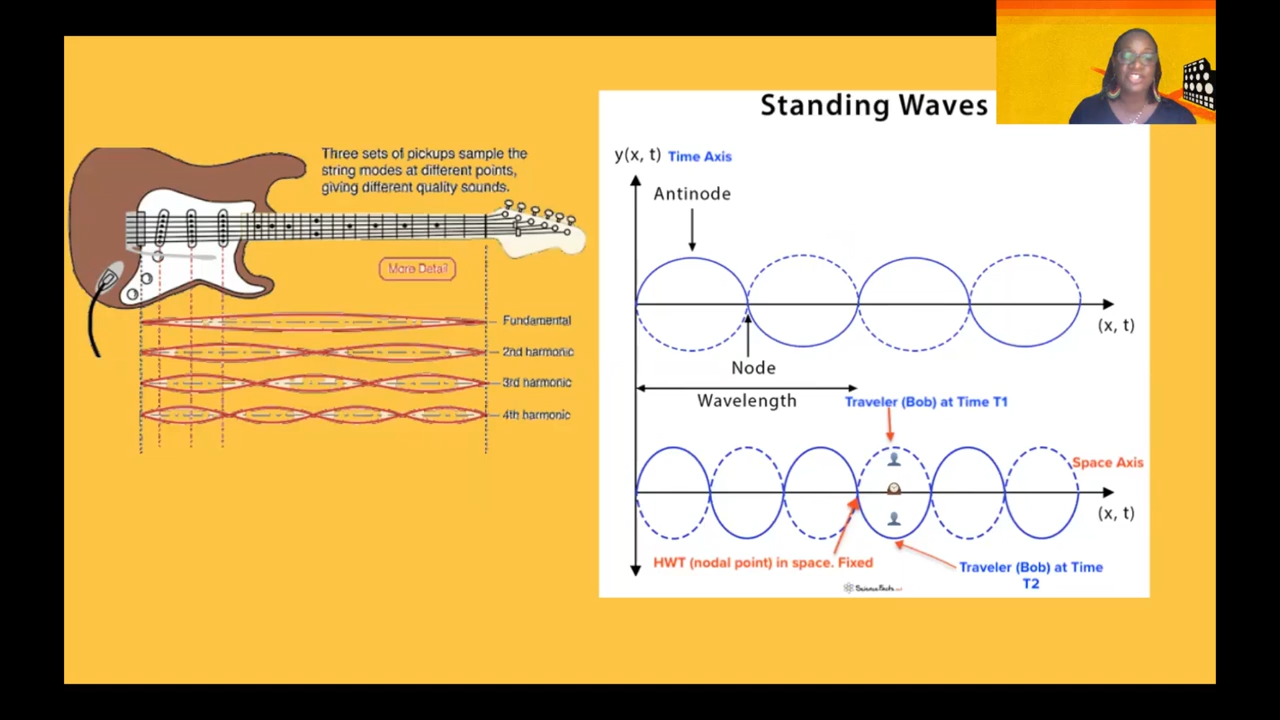 Three sets of pickups sample the
string modes at different points,
giving different quality sounds.
More Detail
Fundamental
2nd harmonic
3rd harmonic
4th harmonic
Standing Waves
y(x, t) Time Axis
Antinode
(x, t)
Node
Wavelength
Traveler (Bob) at Time T1
Space Axis
(x, t)
HWT (nodal point) in space. Fixed
Traveler (Bob) at Time
T2
ScienceFacts.net